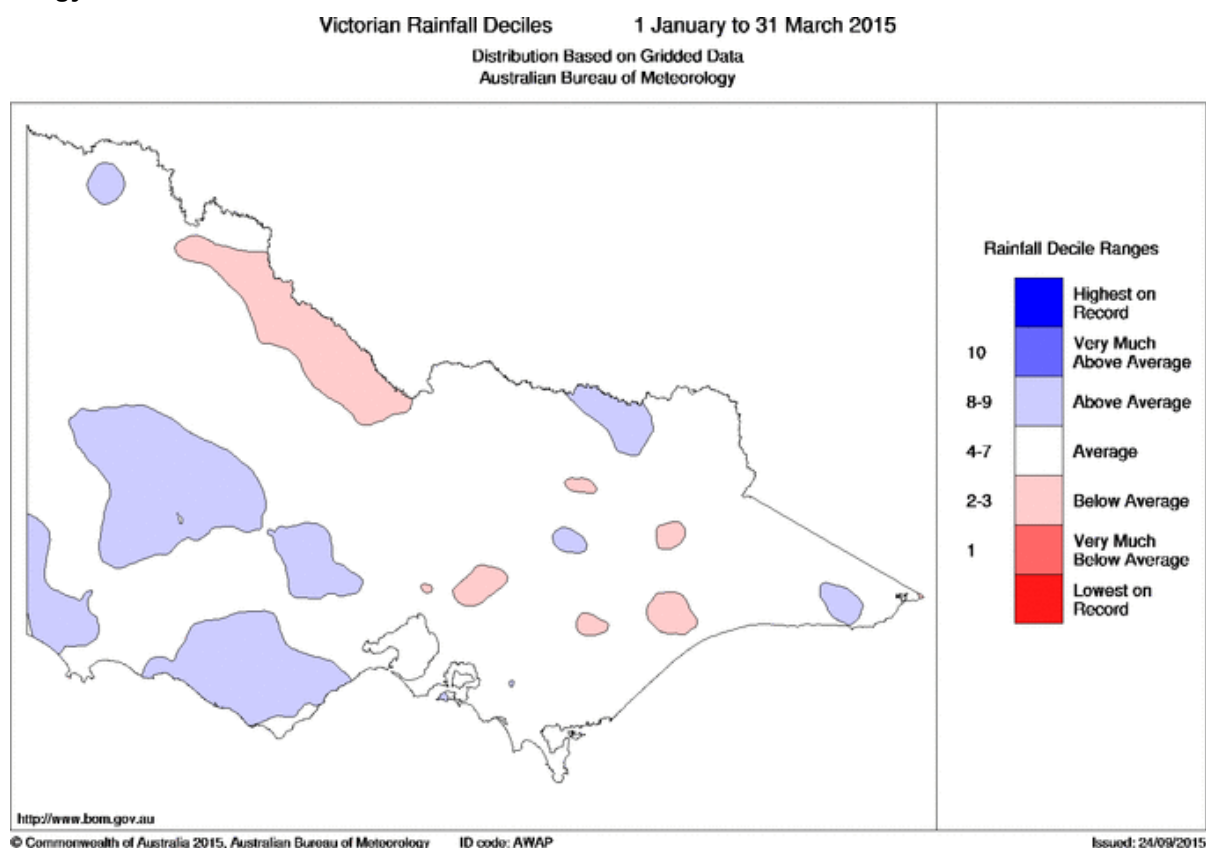 Victorian Rainfall Deciles 1 January to 31 March 2015
Distribution Based on Gridded Data
Australian Bureau of Meteorology
Rainfall Decile Ranges
Highest on
Record
10
Very Much
Above Average
8-9
Above Average
4-7
Average
2-3
Below Average
1
Very Much
Below Average
Lowest on
Record
http://www.bom.gov.au
© Commonwealth of Australia 2015, Australian Bureau of Meteorology ID code: AWAP Issued: 24/09/2015